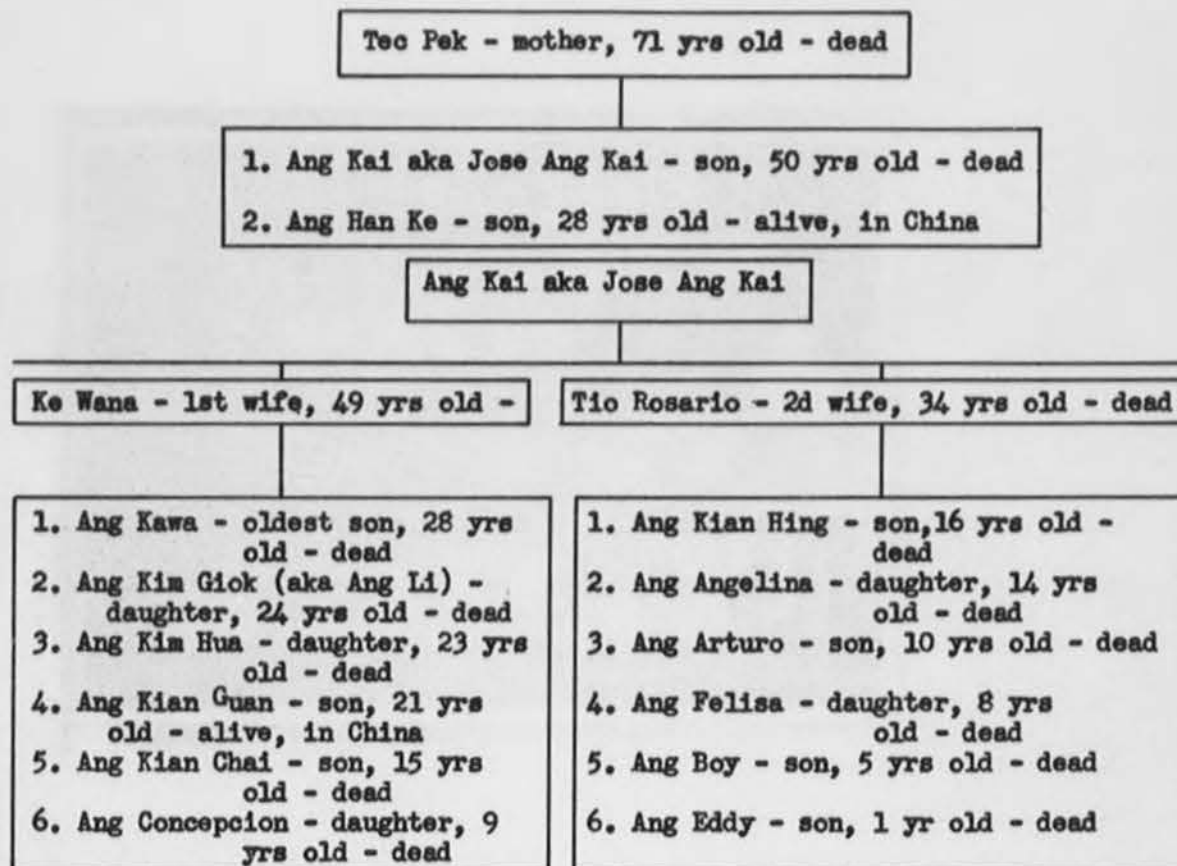 Tec Pek - mother, 71 yrs old - dead
1. Ang Kai aka Jose Ang Kai - son, 50 yrs old - dead
2. Ang Han Ke - son, 28 yrs old - alive, in China
Ang Kai aka Jose Ang Kai
Ke Wana - 1st wife, 49 yrs old -
1. Ang Kawa - oldest son, 28 yrs
old - dead
2. Ang Kim Giok (aka Ang Li) -
daughter, 24 yrs old - dead
3. Ang Kim Hua - daughter, 23 yrs
old - dead
4. Ang Kian Guan - son, 21 yrs
old - alive, in China
5. Ang Kian Chai - son, 15 yrs
old - dead
6. Ang Concepcion - daughter, 9
yrs old - dead
Tio Rosario - 2d wife, 34 yrs old - dead
1. Ang Kian Hing - son,16 yrs old -
dead
2. Ang Angelina - daughter, 14 yrs
old - dead
3. Ang Arturo - son, 10 yrs old - dead
4. Ang Felisa - daughter, 8 yrs
old - dead
5. Ang Boy - son, 5 yrs old - dead
6. Ang Eddy - son, 1 yr old - dead